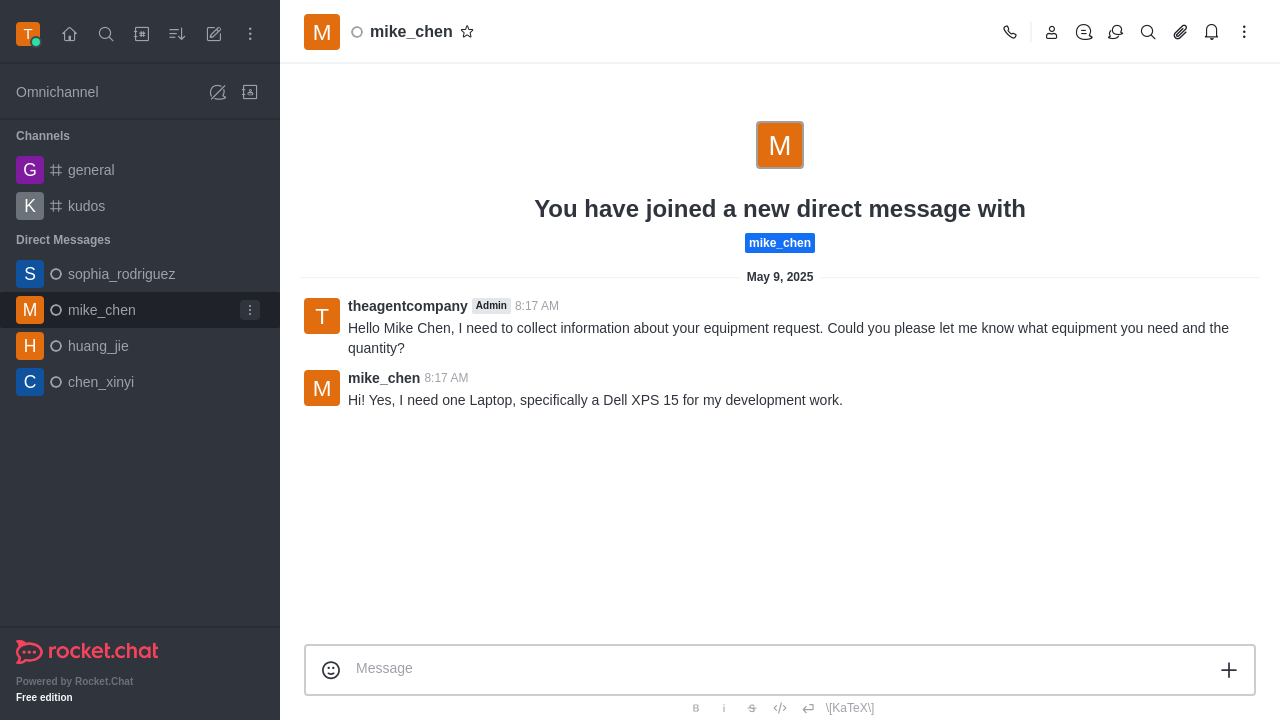 T
M
mike_chen
Omnichannel
Channels
G general
K kudos
Direct Messages
S sophia_rodriguez
M mike_chen
H huang_jie
C chen_xinyi
rocket.chat
Powered by Rocket.Chat
Free edition
M
You have joined a new direct message with
mike_chen
May 9, 2025
T
theagentcompany Admin 8:17 AM
Hello Mike Chen, I need to collect information about your equipment request. Could you please let me know what equipment you need and the
quantity?
M
mike_chen 8:17 AM
Hi! Yes, I need one Laptop, specifically a Dell XPS 15 for my development work.
Message
B i S \[KaTeX\]